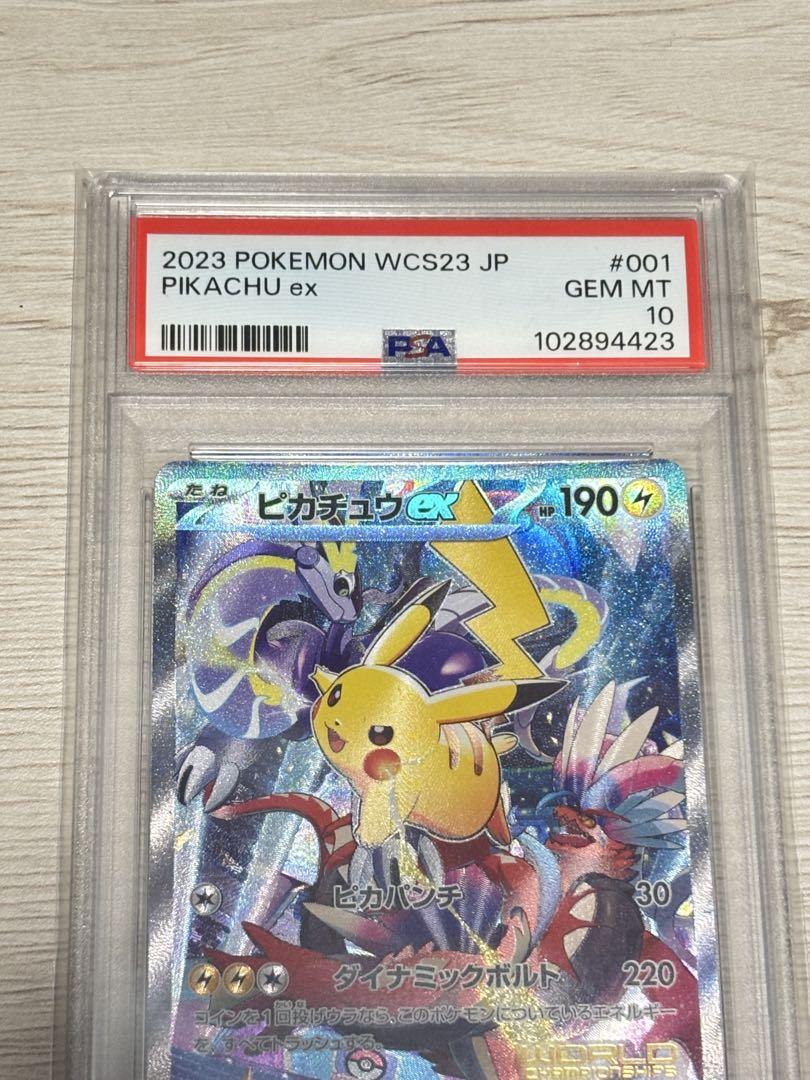 2023 POKEMON WCS23 JP #001
PIKACHU ex GEM MT
10
PSA 102894423
たね ピカチュウex HP 190
ピカパンチ 30
ダイナミックボルト 220
コインを1回投げウラなら、このポケモンについているエネルギー
を、すべてトラッシュする。
WORLD
CHAMPIONSHIPS